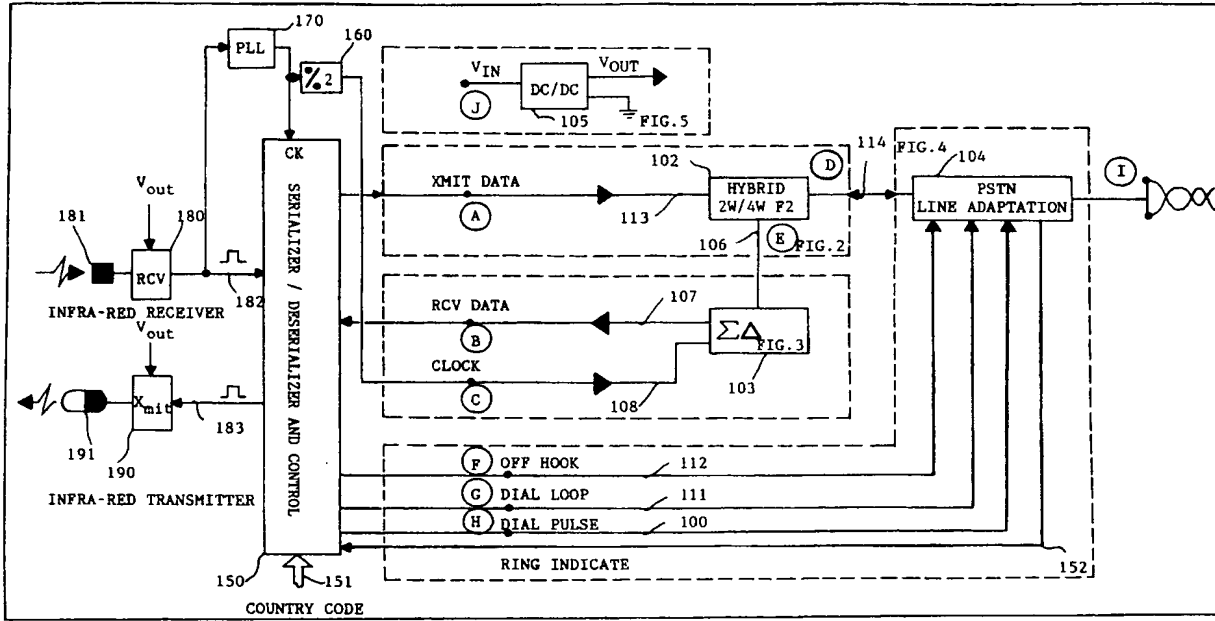 170
PLL
160
% 2
VIN
VOUT
J
DC/DC
105
FIG.5
CK
SERIALIZER / DESERIALIZER AND CONTROL
XMIT DATA
A
113
102
HYBRID
2W/4W F2
D
114
FIG.4
104
PSTN
LINE ADAPTATION
I
106
E
FIG.2
Vout
181
180
RCV
182
INFRA-RED RECEIVER
RCV DATA
107
B
ΣΔ
FIG.3
103
CLOCK
C
108
Vout
Xmit
183
191
190
INFRA-RED TRANSMITTER
F OFF HOOK
112
G DIAL LOOP
111
H DIAL PULSE
100
RING INDICATE
152
150
151
COUNTRY CODE